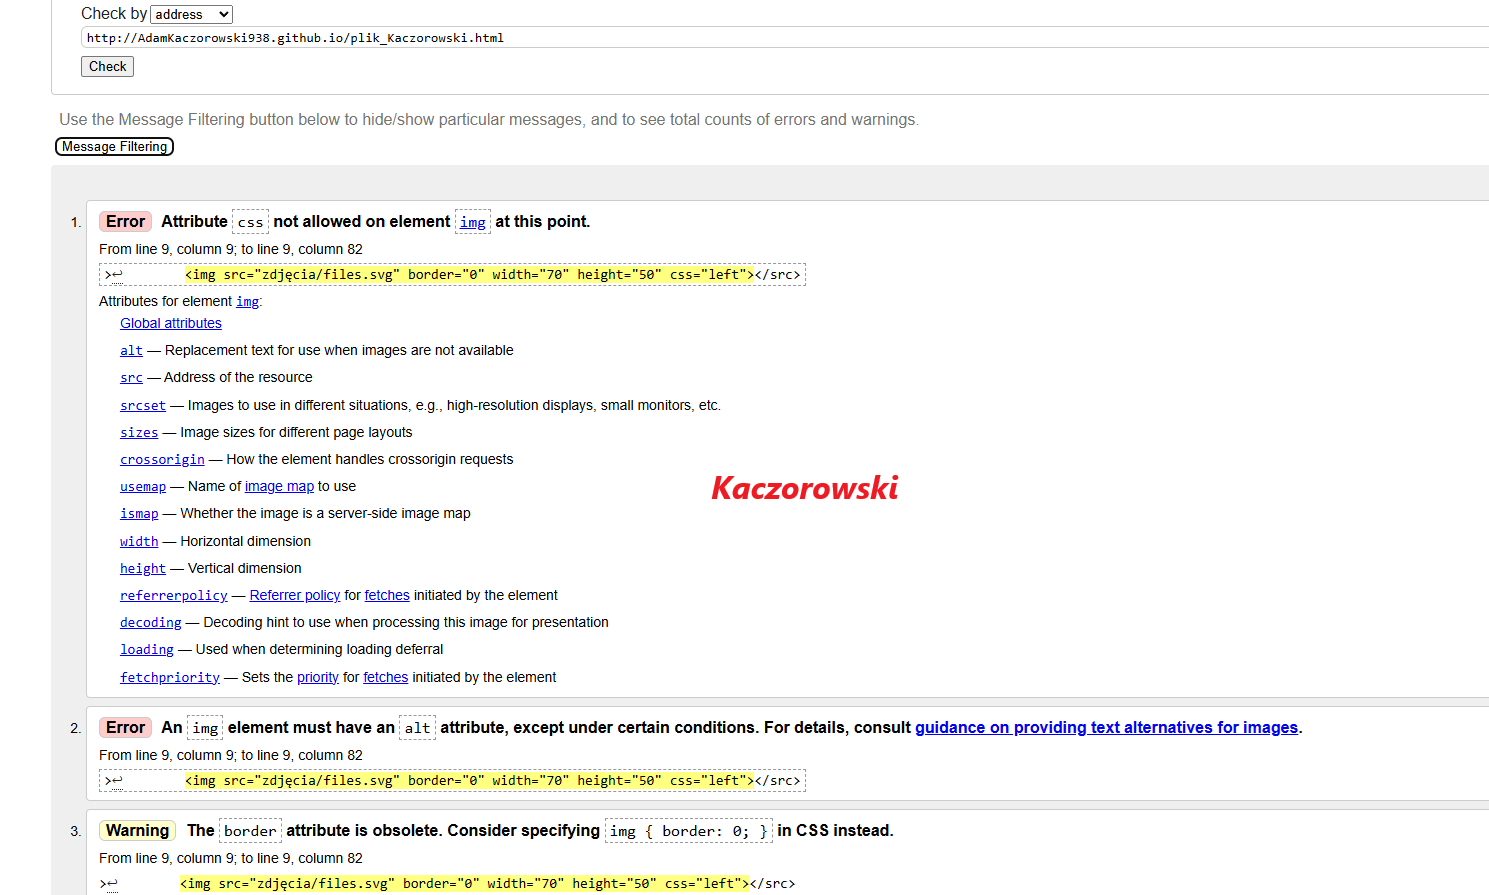 Check by address
http://AdamKaczorowski938.github.io/plik_Kaczorowski.html
Check
Use the Message Filtering button below to hide/show particular messages, and to see total counts of errors and warnings.
Message Filtering
1. Error Attribute css not allowed on element img at this point.
From line 9, column 9; to line 9, column 82
>↩ <img src="zdjęcia/files.svg" border="0" width="70" height="50" css="left"></src>
Attributes for element img:
Global attributes
alt — Replacement text for use when images are not available
src — Address of the resource
srcset — Images to use in different situations, e.g., high-resolution displays, small monitors, etc.
sizes — Image sizes for different page layouts
crossorigin — How the element handles crossorigin requests
usemap — Name of image map to use
Kaczorowski
ismap — Whether the image is a server-side image map
width — Horizontal dimension
height — Vertical dimension
referrerpolicy — Referrer policy for fetches initiated by the element
decoding — Decoding hint to use when processing this image for presentation
loading — Used when determining loading deferral
fetchpriority — Sets the priority for fetches initiated by the element
2. Error An img element must have an alt attribute, except under certain conditions. For details, consult guidance on providing text alternatives for images.
From line 9, column 9; to line 9, column 82
>↩ <img src="zdjęcia/files.svg" border="0" width="70" height="50" css="left"></src>
3. Warning The border attribute is obsolete. Consider specifying img { border: 0; } in CSS instead.
From line 9, column 9; to line 9, column 82
>↩ <img src="zdjęcia/files.svg" border="0" width="70" height="50" css="left"></src>